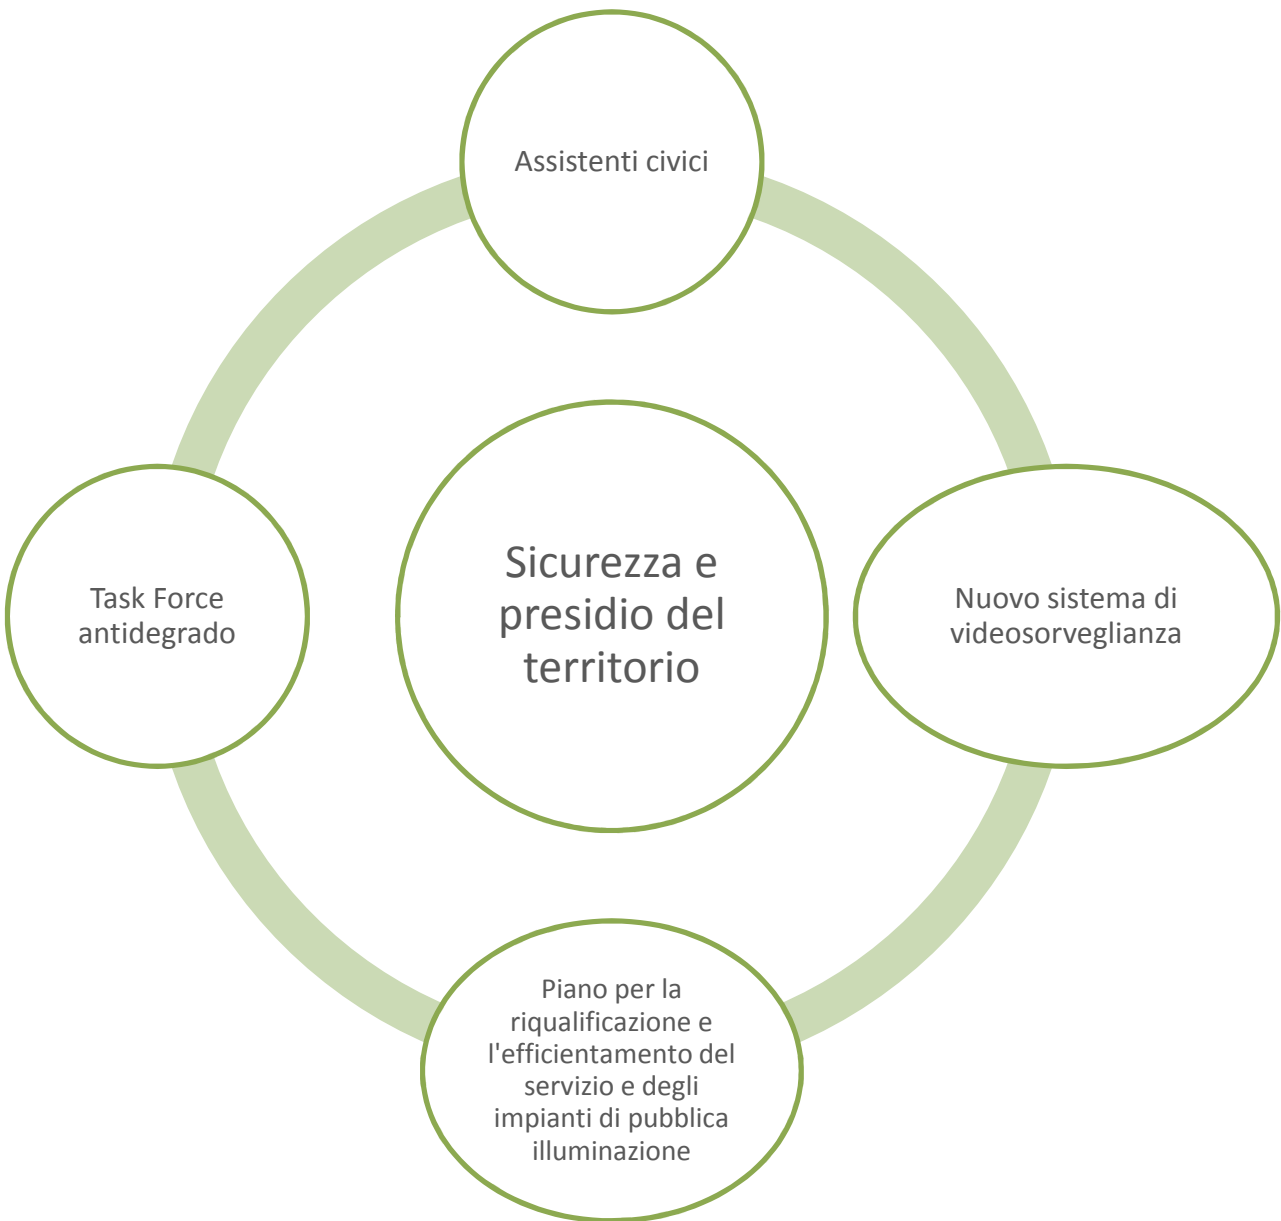 Assistenti civici
Task Force
antidegrado
Sicurezza e
presidio del
territorio
Nuovo sistema di
videosorveglianza
Piano per la
riqualificazione e
l'efficientamento del
servizio e degli
impianti di pubblica
illuminazione